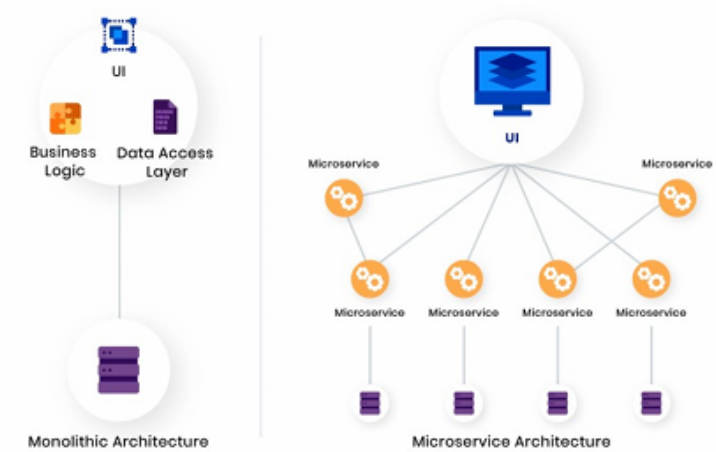 UI
Business
Logic
Data Access
Layer
Monolithic Architecture
UI
Microservice
Microservice
Microservice
Microservice
Microservice
Microservice
Microservice Architecture